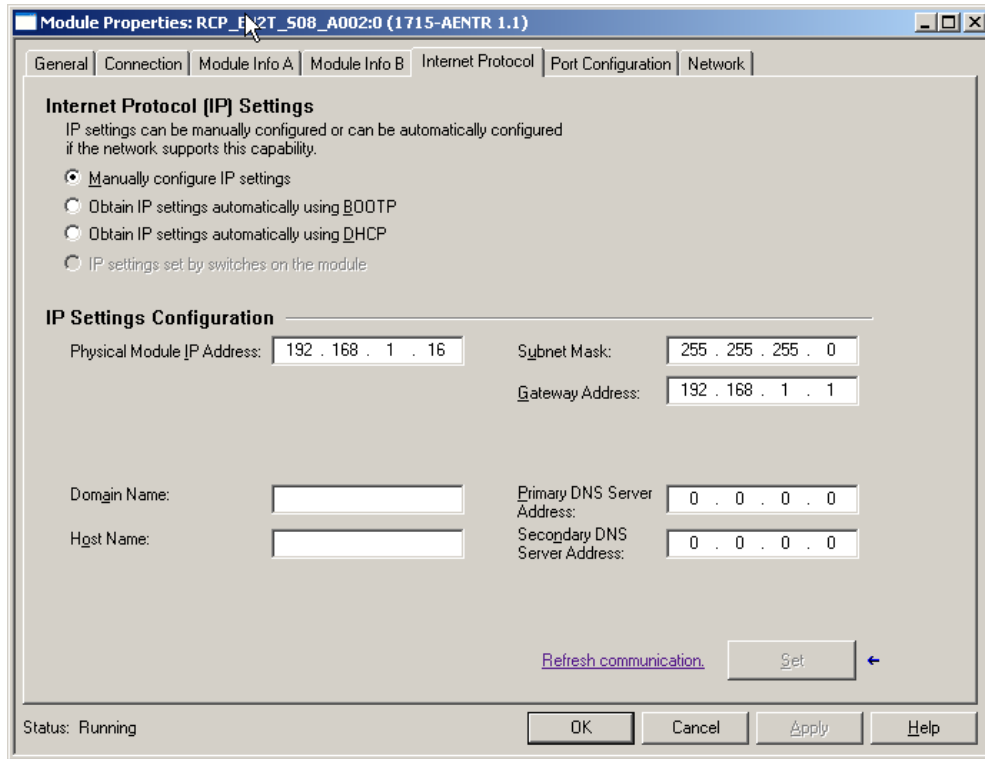 Module Properties: RCP_E 2T_S08_A002:0 (1715-AENTR 1.1)
General Connection Module Info A Module Info B Internet Protocol Port Configuration Network
Internet Protocol (IP) Settings
IP settings can be manually configured or can be automatically configured
if the network supports this capability.
Manually configure IP settings
Obtain IP settings automatically using BOOTP
Obtain IP settings automatically using DHCP
IP settings set by switches on the module
IP Settings Configuration
Physical Module IP Address: 192 . 168 . 1 . 16 Subnet Mask: 255 . 255 . 255 . 0
Gateway Address: 192 . 168 . 1 . 1
Domain Name: Primary DNS Server
Address: 0 . 0 . 0 . 0
Host Name: Secondary DNS
Server Address: 0 . 0 . 0 . 0
Refresh communication. Set
Status: Running OK Cancel Apply Help